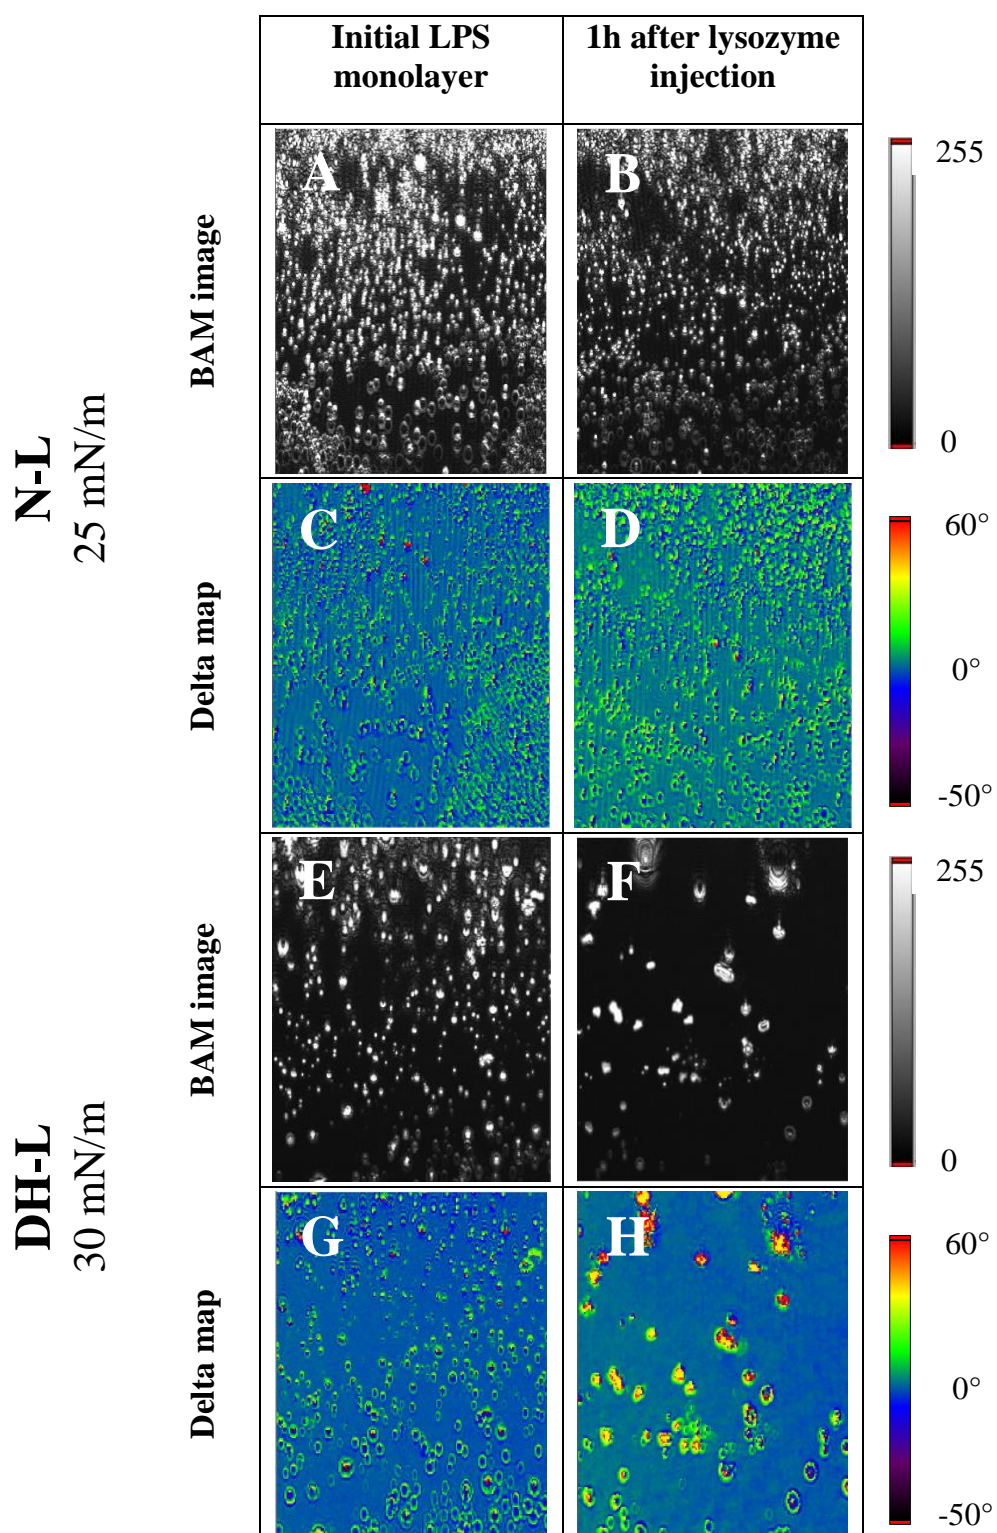 Initial LPS
monolayer
1h after lysozyme
injection
N-L
25 mN/m
BAM image
A
B
255
0
Delta map
C
D
60°
0°
-50°
DH-L
30 mN/m
BAM image
E
F
255
0
Delta map
G
H
60°
0°
-50°